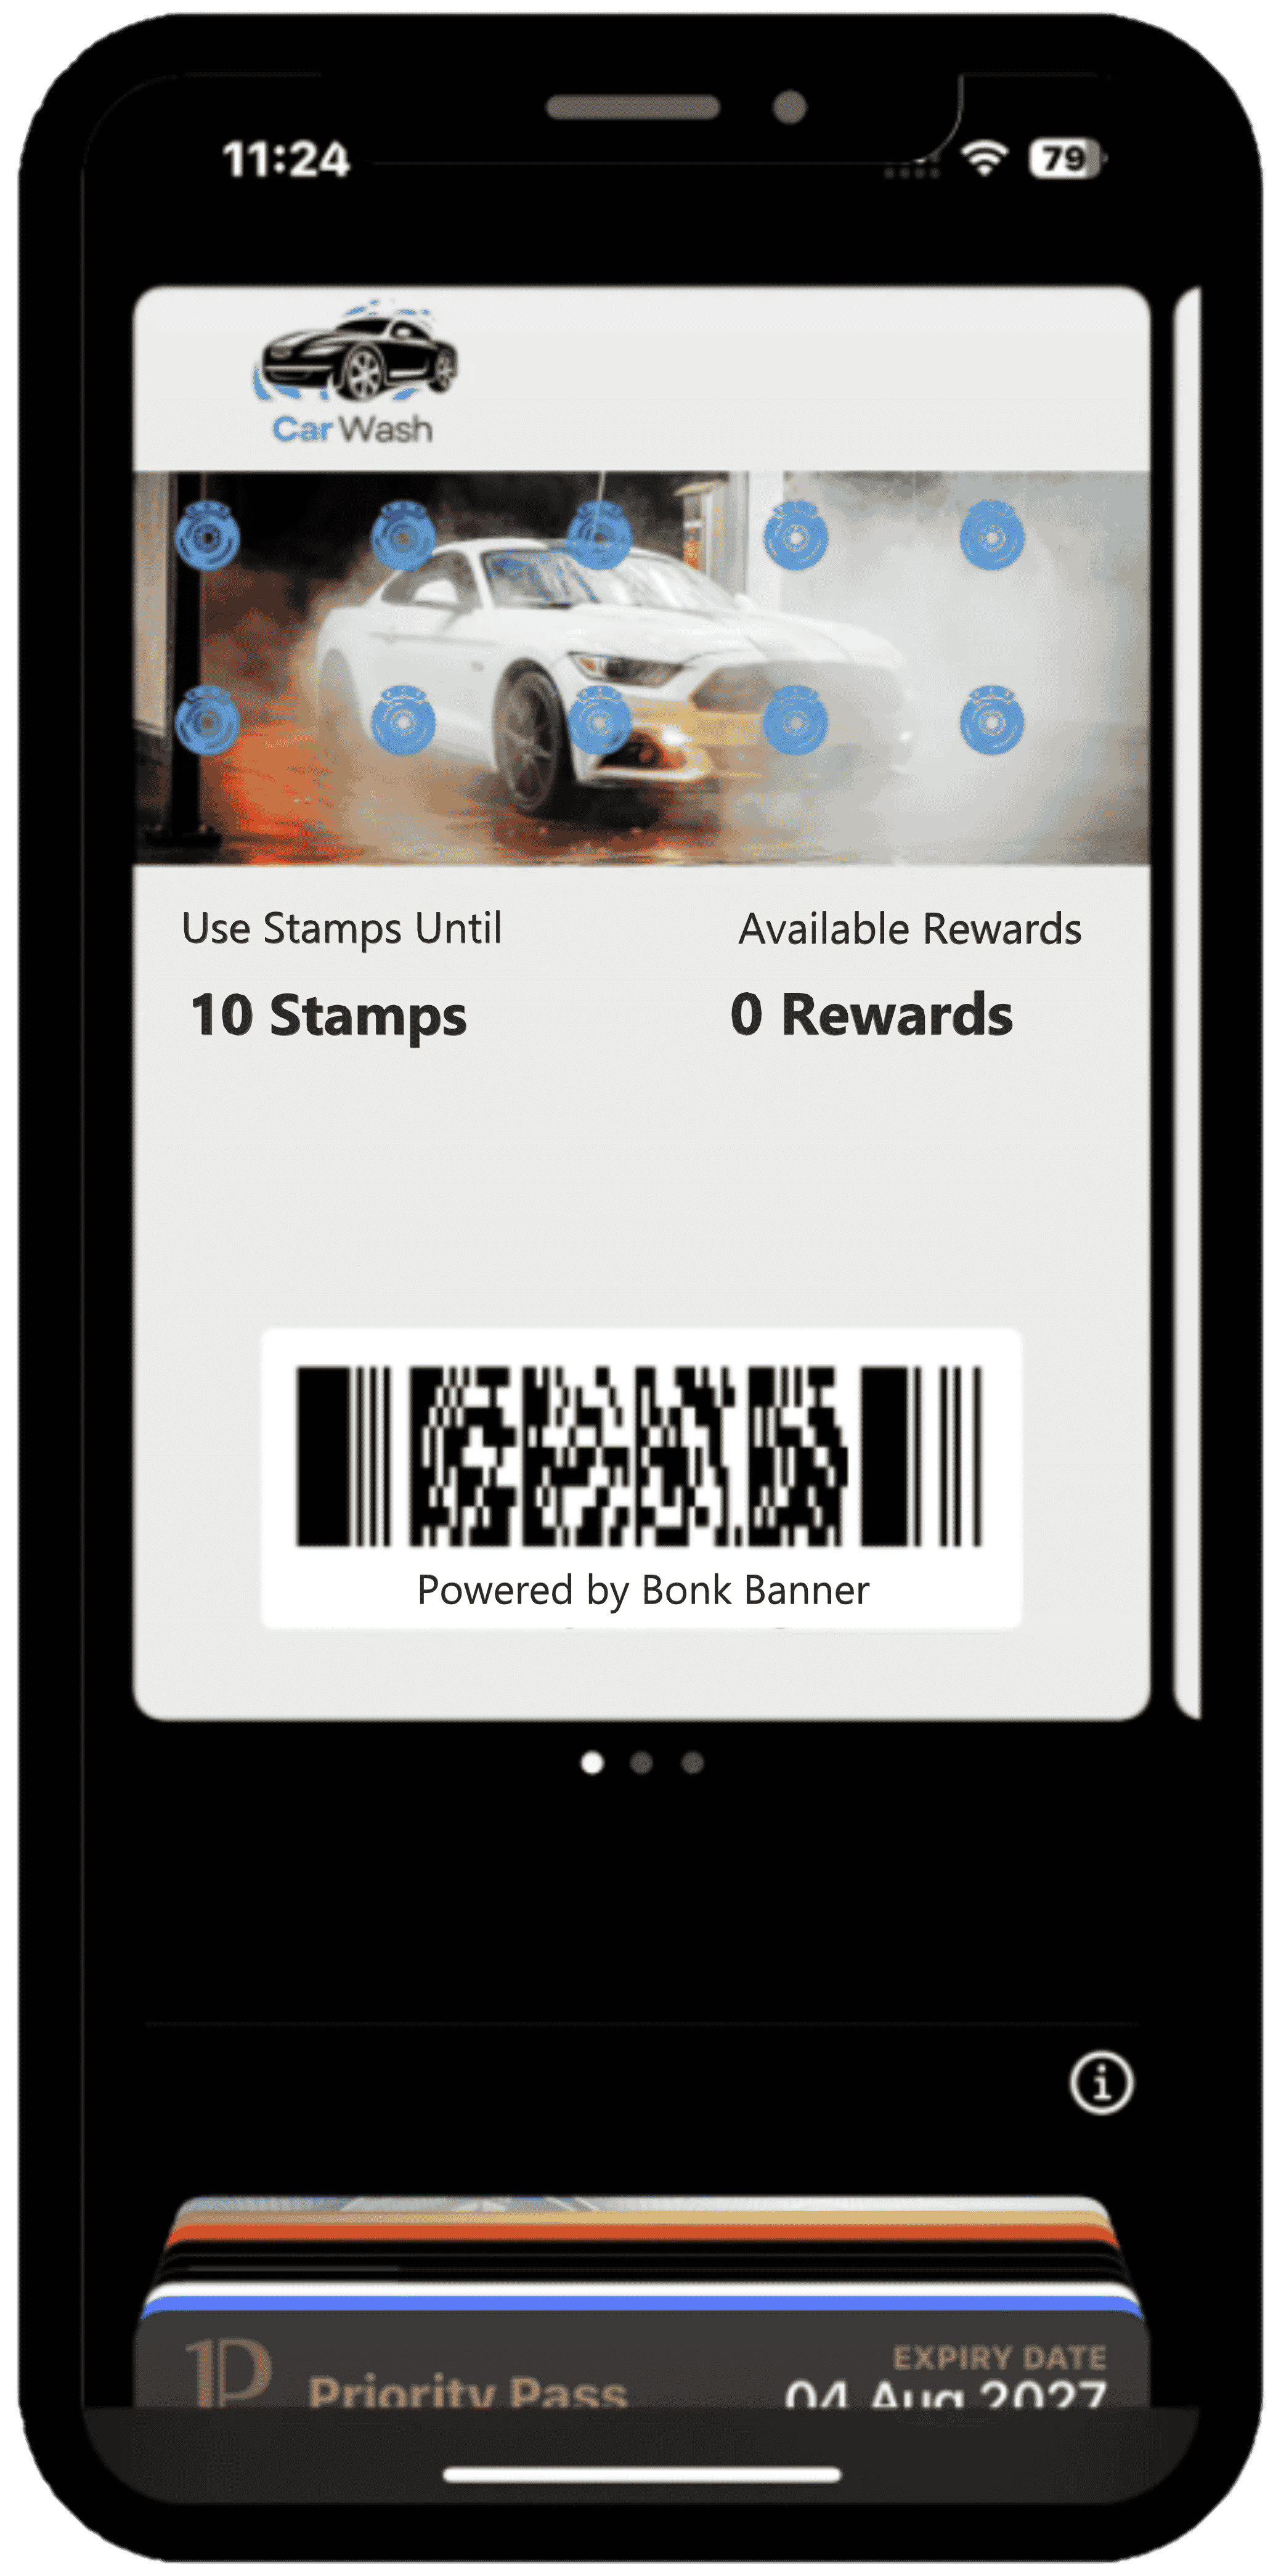 11:24
79
Car Wash
Use Stamps Until
Available Rewards
10 Stamps
0 Rewards
Powered by Bonk Banner
EXPIRY DATE
1P
Priority Pass
04 Aug 2027